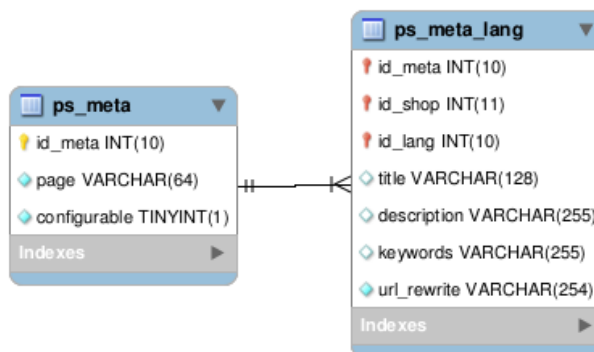 ps_meta
id_meta INT(10)
page VARCHAR(64)
configurable TINYINT(1)
Indexes
ps_meta_lang
id_meta INT(10)
id_shop INT(11)
id_lang INT(10)
title VARCHAR(128)
description VARCHAR(255)
keywords VARCHAR(255)
url_rewrite VARCHAR(254)
Indexes